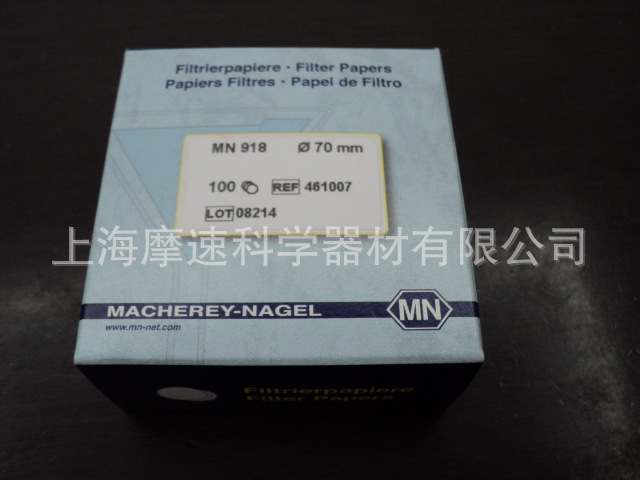 Filtrierpapiere · Filter Papers
Papiers Filtres · Papel de Filtro
MN 918 Ø 70 mm
100 REF 461007
LOT 08214
上海摩速科学器材有限公司
MACHEREY-NAGEL MN
www.mn-net.com
Filtrierpapiere
Filter Papers